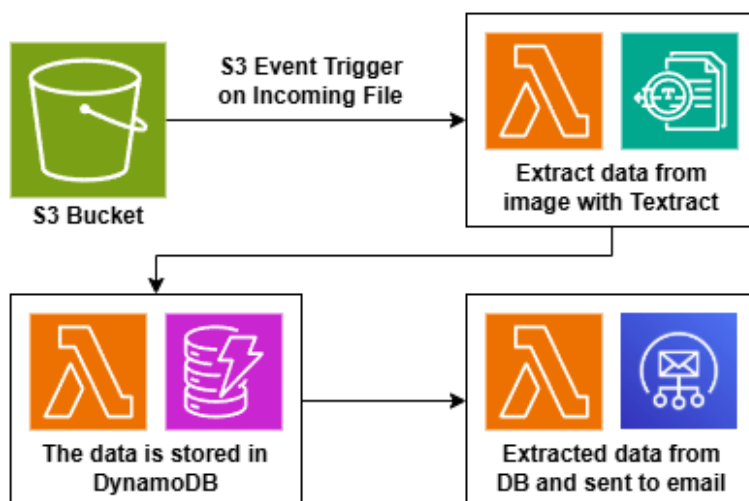 S3 Event Trigger
on Incoming File
S3 Bucket
T
Extract data from
image with Textract
The data is stored in
DynamoDB
Extracted data from
DB and sent to email